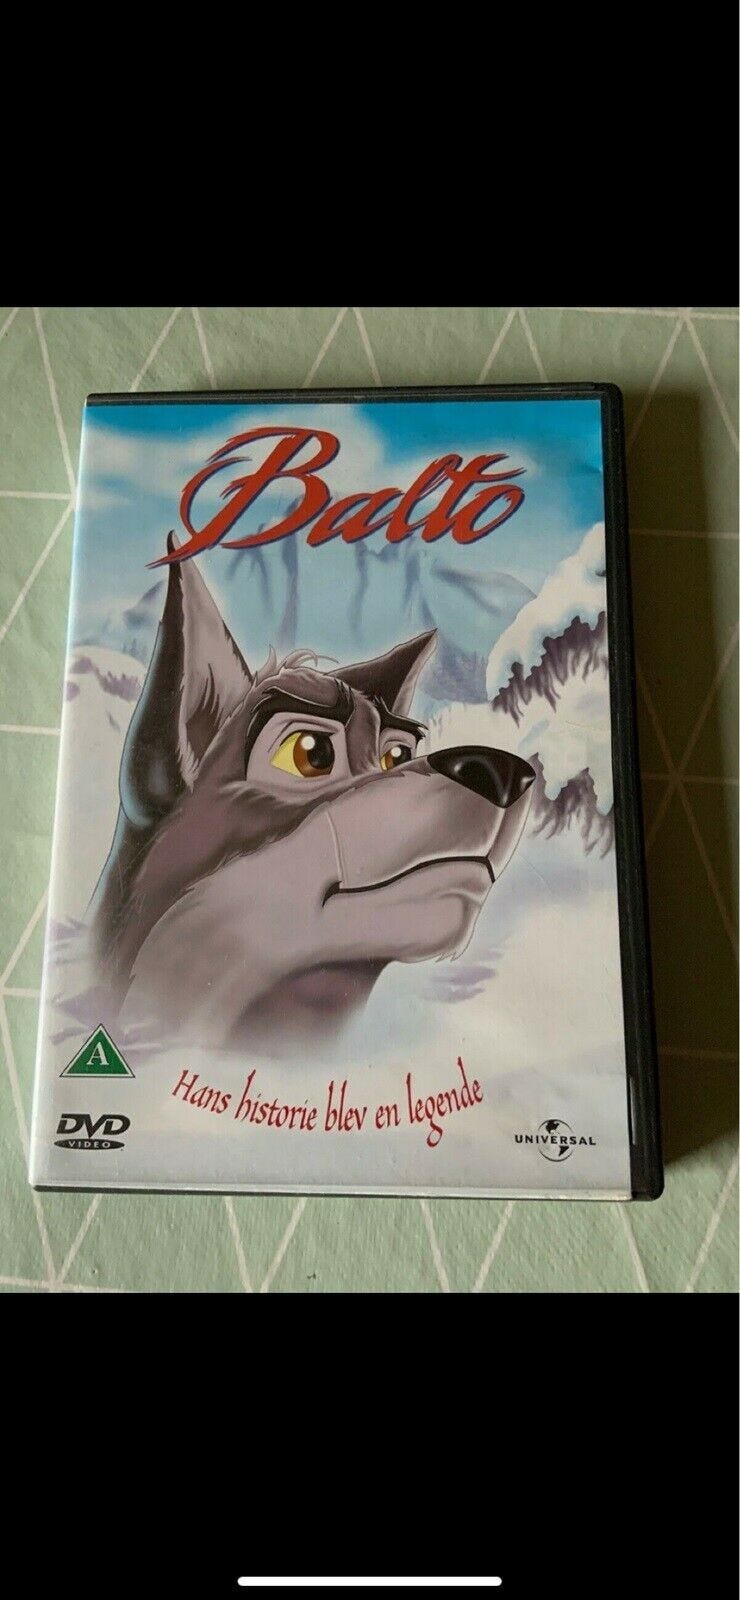 Balto
A
Hans historie blev en legende
DVD
VIDEO
UNIVERSAL